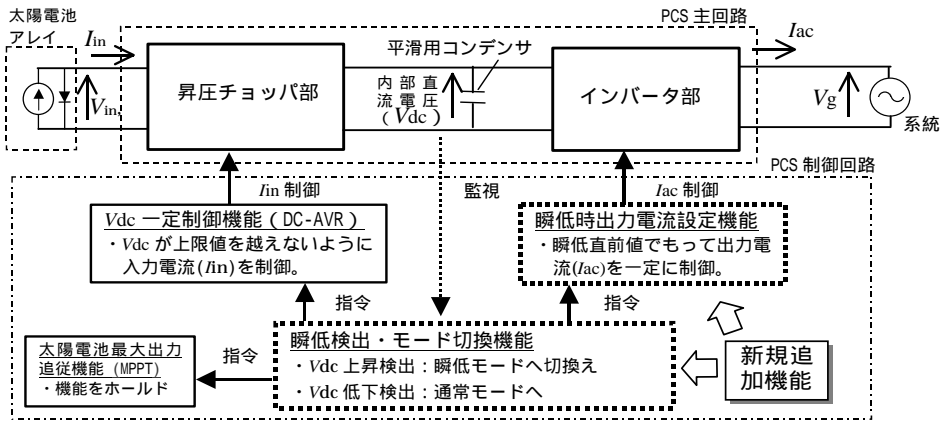 太陽電池
アレイ
Iin
Vin,
PCS 主回路
昇圧チョッパ部
平滑用コンデンサ
内部直
流電圧
(Vdc)
インバータ部
Iac
Vg
系統
PCS 制御回路
Iin 制御
監視
Iac 制御
Vdc 一定制御機能(DC-AVR)
・Vdc が上限値を越えないように
入力電流(Iin)を制御。
瞬低時出力電流設定機能
・瞬低直前値でもって出力電
流(Iac)を一定に制御。
指令
指令
太陽電池最大出力
追従機能 (MPPT)
・機能をホールド
指令
瞬低検出・モード切換機能
・Vdc 上昇検出:瞬低モードへ切換え
・Vdc 低下検出:通常モードへ
新規追
加機能